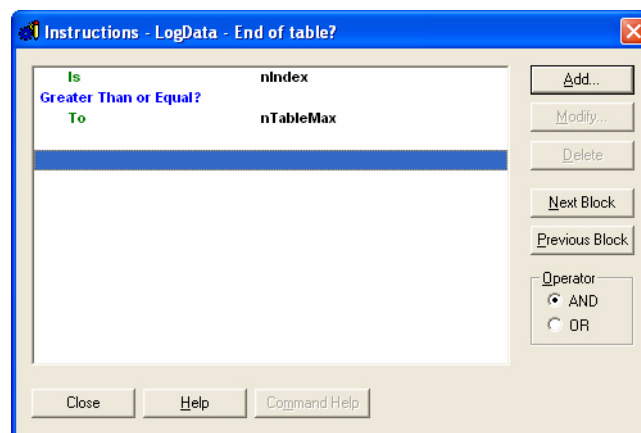 Instructions - LogData - End of table?
Is nIndex
Greater Than or Equal?
To nTableMax
Add...
Modify...
Delete
Next Block
Previous Block
Operator
AND
OR
Close
Help
Command Help